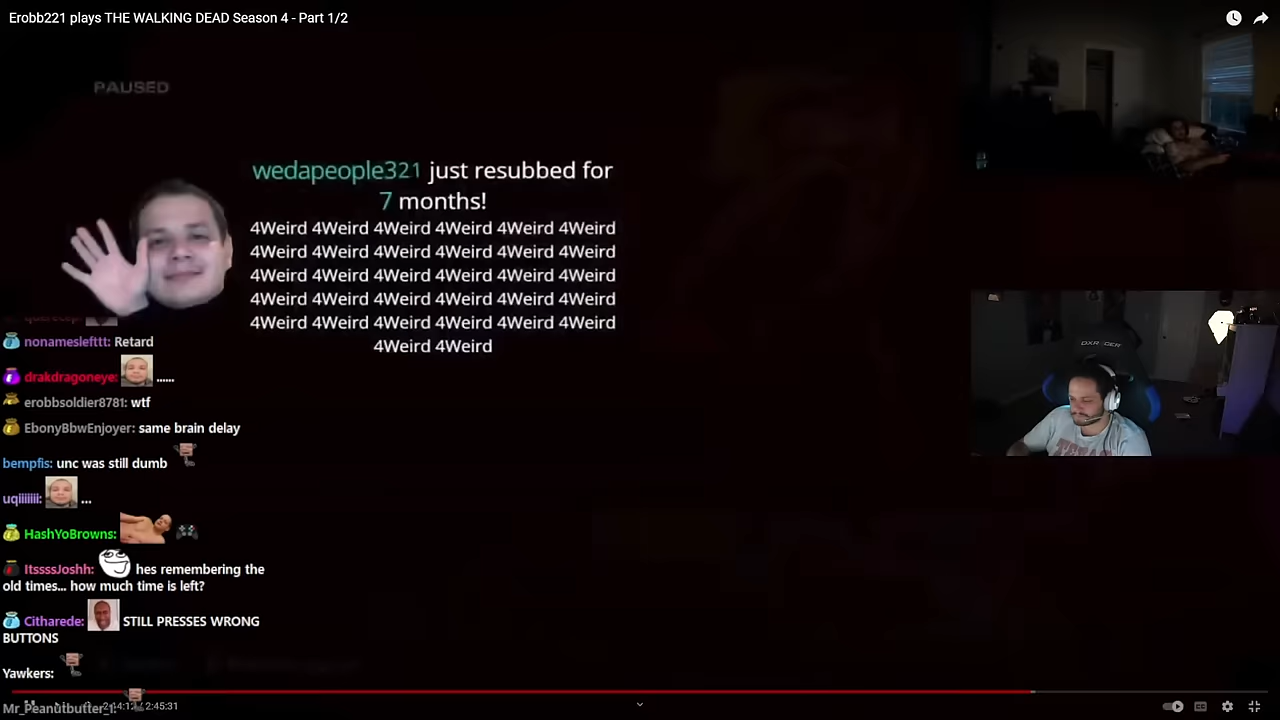 Erobb221 plays THE WALKING DEAD Season 4 - Part 1/2
PAUSED
wedapeople321 just resubbed for
7 months!
4Weird 4Weird 4Weird 4Weird 4Weird 4Weird
4Weird 4Weird 4Weird 4Weird 4Weird 4Weird
4Weird 4Weird 4Weird 4Weird 4Weird 4Weird
4Weird 4Weird 4Weird 4Weird 4Weird 4Weird
4Weird 4Weird 4Weird 4Weird 4Weird 4Weird
4Weird 4Weird
nonameslefttt: Retard
drakdragoneye: ......
erobbsoldier8781: wtf
EbonyBbwEnjoyer: same brain delay
bempfis: unc was still dumb
uqiiiiiii: ...
HashYoBrowns:
ItssssJoshh: hes remembering the
old times... how much time is left?
Citharede: STILL PRESSES WRONG
BUTTONS
Yawkers:
Mr_Peanutbutter_1:
/ 2:45:31
DXRACER
CC